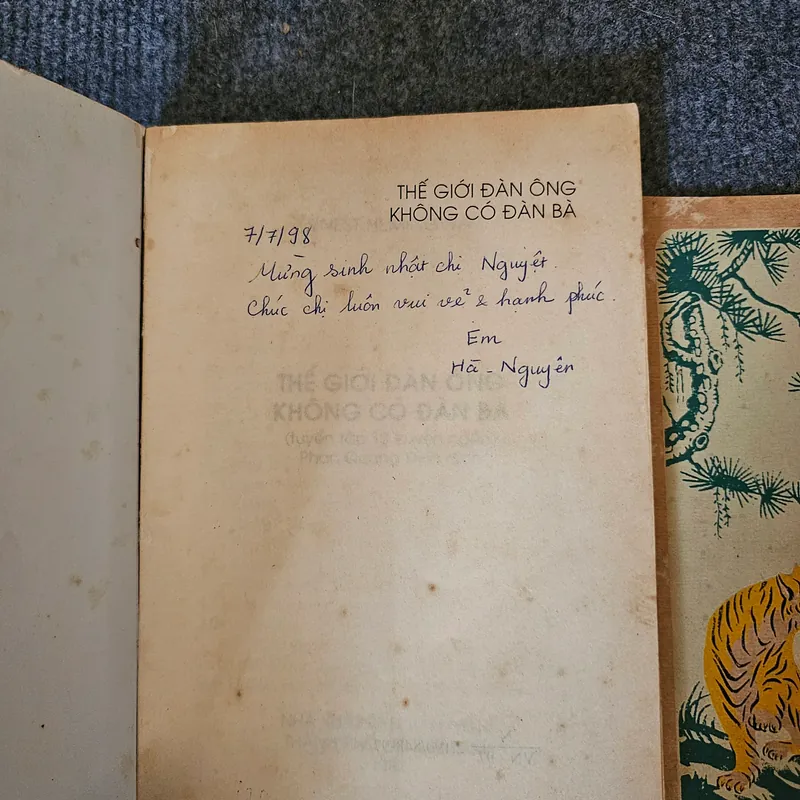 THẾ GIỚI ĐÀN ÔNG
KHÔNG CÓ ĐÀN BÀ
7/7/98
Mừng sinh nhật chị Nguyệt.
Chúc chị luôn vui vẻ & hạnh phúc.
Em
Hà - Nguyên
THẾ GIỚI ĐÀN ÔNG
KHÔNG CÓ ĐÀN BÀ